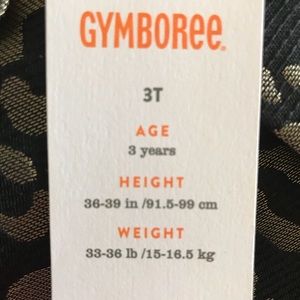 GYMBOREE.
3T
AGE
3 years
HEIGHT
36-39 in /91.5-99 cm
WEIGHT
33-36 lb /15-16.5 kg